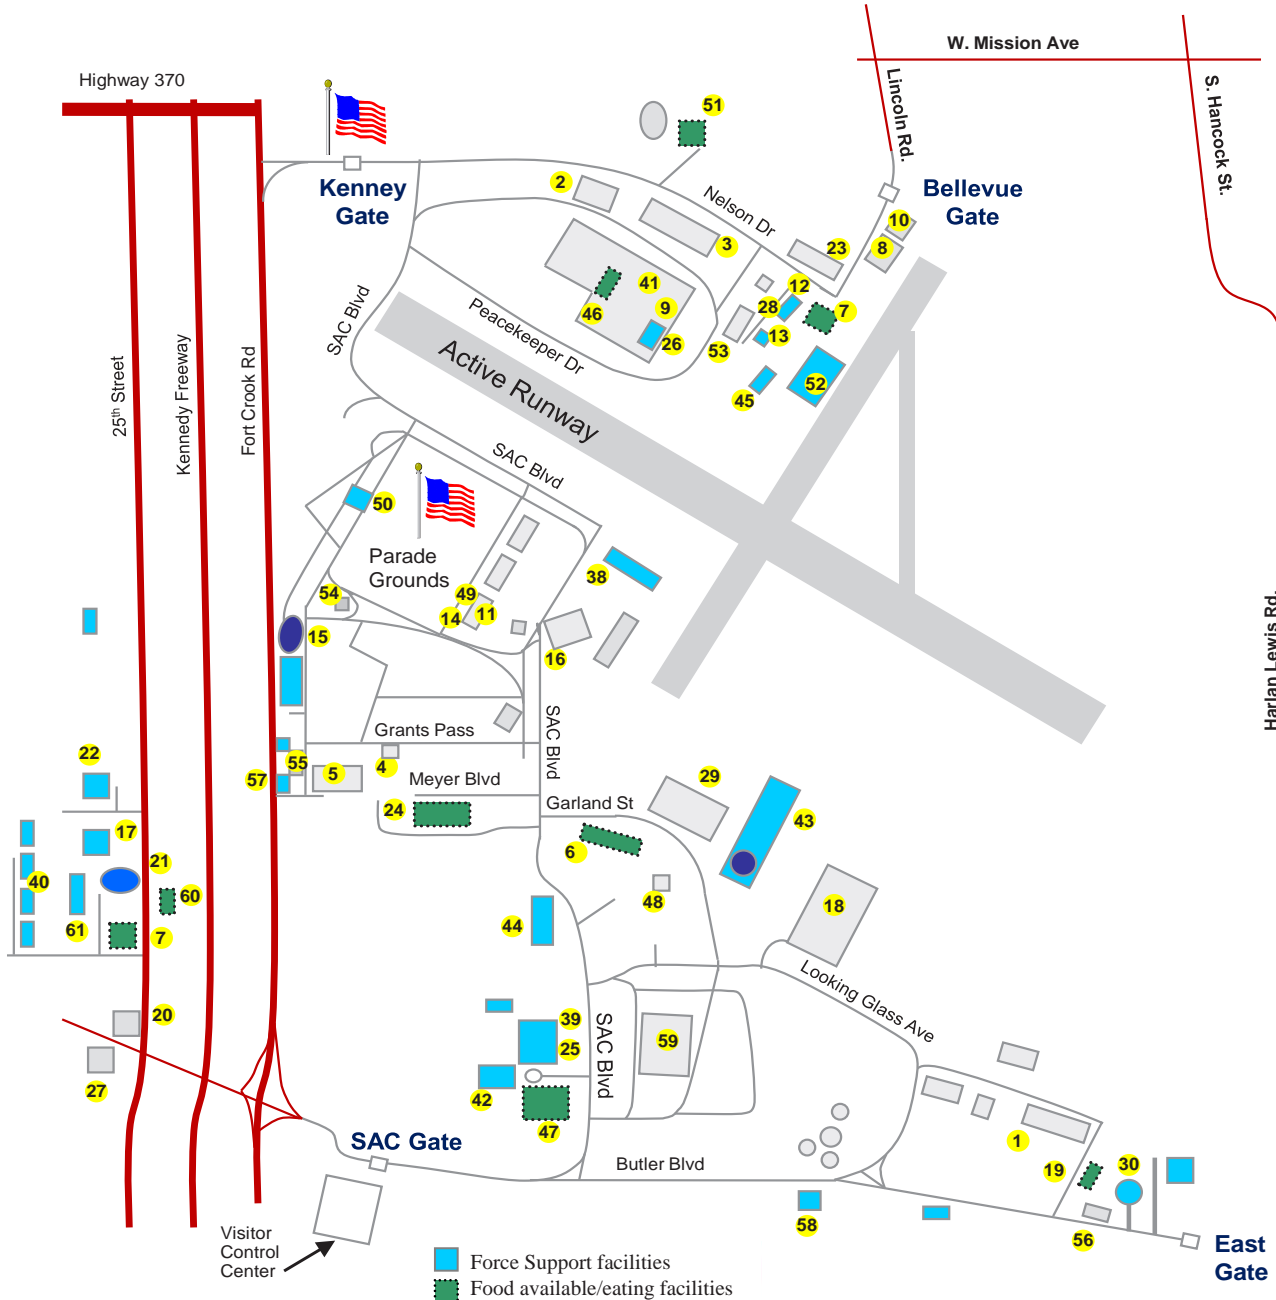 W. Mission Ave
Highway 370
Lincoln Rd.
S. Hancock St.
51
Kenney
Gate
2
Nelson Dr
Bellevue
Gate
10
3
23
8
41
12
SAC Blvd
Peacekeeper Dr
46
9
28
7
26
53
13
25th Street
Kennedy Freeway
Fort Crook Rd
Active Runway
52
45
SAC Blvd
50
Parade
Grounds
38
54
49
14
11
15
16
Harlan Lewis Rd.
SAC Blvd
Grants Pass
22
55
4
57
5
Meyer Blvd
29
Garland St
24
43
17
6
21
40
60
48
18
61
44
7
Looking Glass Ave
20
39
SAC Blvd
25
59
27
42
47
SAC Gate
1
Butler Blvd
19
30
58
56
Visitor
Control
Center
East
Gate
Force Support facilities
Food available/eating facilities